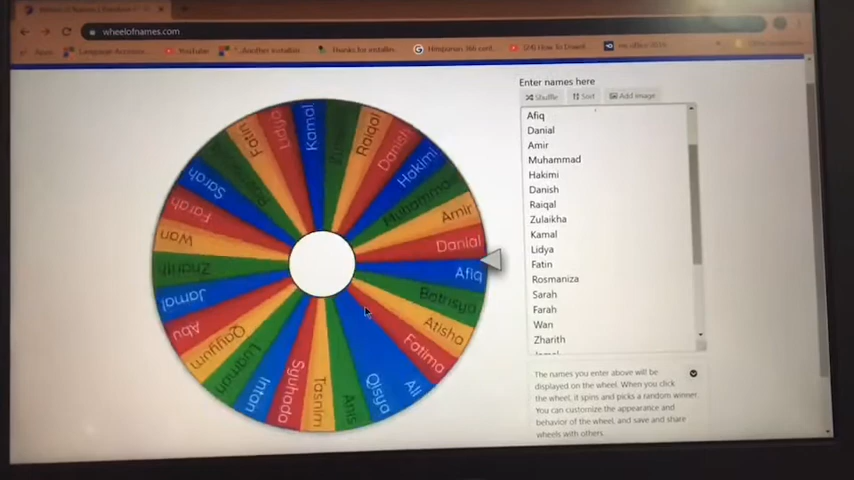 wheelofnames.com
Apps
YouTube
Enter names here
Shuffle Sort Add image
Afiq
Danial
Amir
Muhammad
Hakimi
Danish
Raiqal
Zulaikha
Kamal
Lidya
Fatin
Rosmaniza
Sarah
Farah
Wan
Zharith
Jamal
The names you enter above will be
displayed on the wheel. When you click
the wheel, it spins and picks a random winner.
You can customize the appearance and
behavior of the wheel, and save and share
wheels with others.
Kamal
Raiqal
Danish
Hakimi
Muhammad
Amir
Danial
Afiq
Batrisya
Atisha
Fatima
Ali
Qisya
Anis
Tasnim
Syuhada
Intan
Luqman
Qayyum
Abu
Jamal
Zharith
Wan
Farah
Sarah
Fatin
Lidya